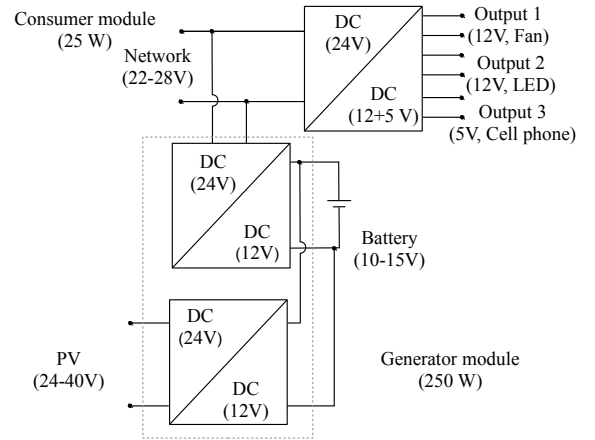 Consumer module
(25 W)
Network
(22-28V)
DC
(24V)
DC
(12+5 V)
Output 1
(12V, Fan)
Output 2
(12V, LED)
Output 3
(5V, Cell phone)
DC
(24V)
DC
(12V)
Battery
(10-15V)
DC
(24V)
DC
(12V)
PV
(24-40V)
Generator module
(250 W)